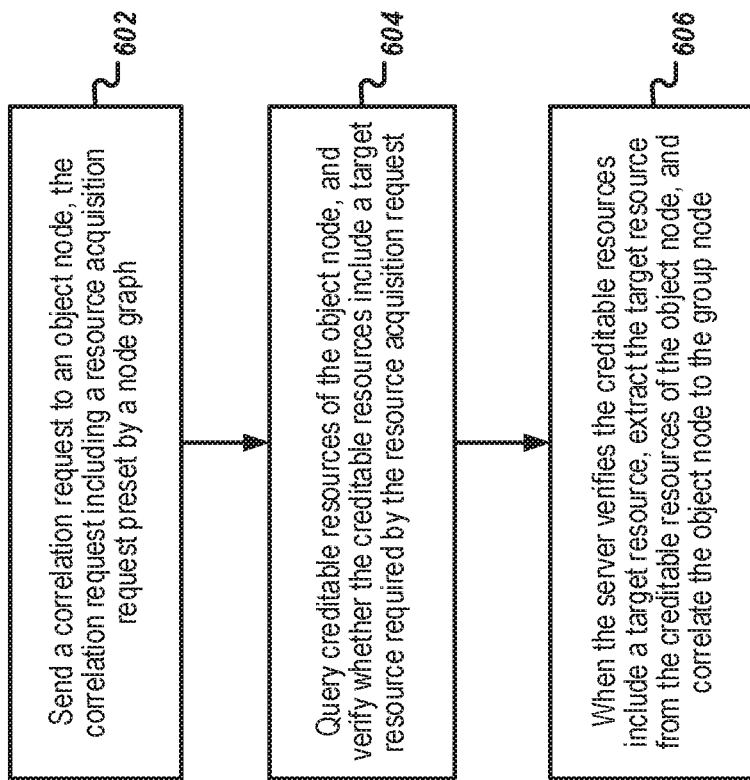 Send a correlation request to an object node, the
correlation request including a resource acquisition
request preset by a node graph
602
Query creditable resources of the object node, and
verify whether the creditable resources include a target
resource required by the resource acquisition request
604
When the server verifies the creditable resources
include a target resource, extract the target resource
from the creditable resources of the object node, and
correlate the object node to the group node
606